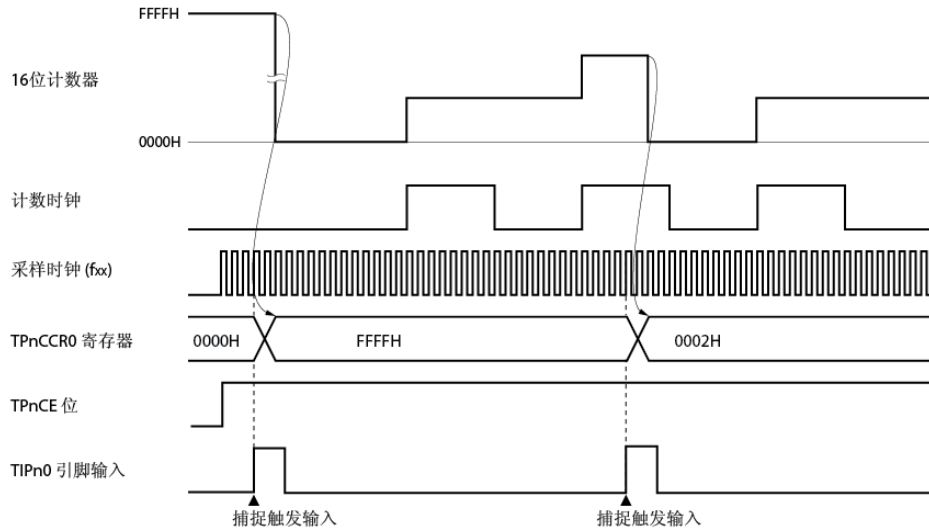 FFFFH
16位计数器
0000H
计数时钟
采样时钟 (fxx)
TPnCCR0 寄存器
0000H
FFFFH
0002H
TPnCE 位
TIPn0 引脚输入
捕捉触发输入
捕捉触发输入